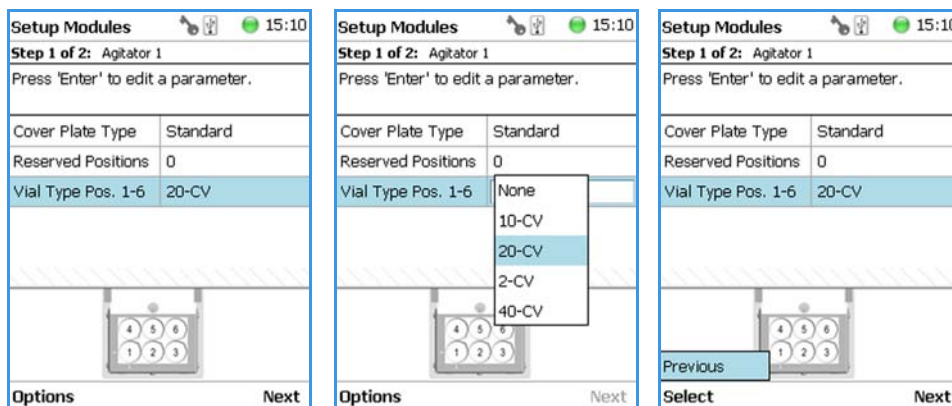 Setup Modules 15:10
Step 1 of 2: Agitator 1
Press 'Enter' to edit a parameter.
Cover Plate Type Standard
Reserved Positions 0
Vial Type Pos. 1-6 20-CV
4 5 6
1 2 3
Options Next
Setup Modules 15:10
Step 1 of 2: Agitator 1
Press 'Enter' to edit a parameter.
Cover Plate Type Standard
Reserved Positions 0
Vial Type Pos. 1-6
None
10-CV
20-CV
2-CV
40-CV
4 5 6
1 2 3
Options Next
Setup Modules 15:10
Step 1 of 2: Agitator 1
Press 'Enter' to edit a parameter.
Cover Plate Type Standard
Reserved Positions 0
Vial Type Pos. 1-6 20-CV
4 5 6
1 2 3
Previous
Select Next